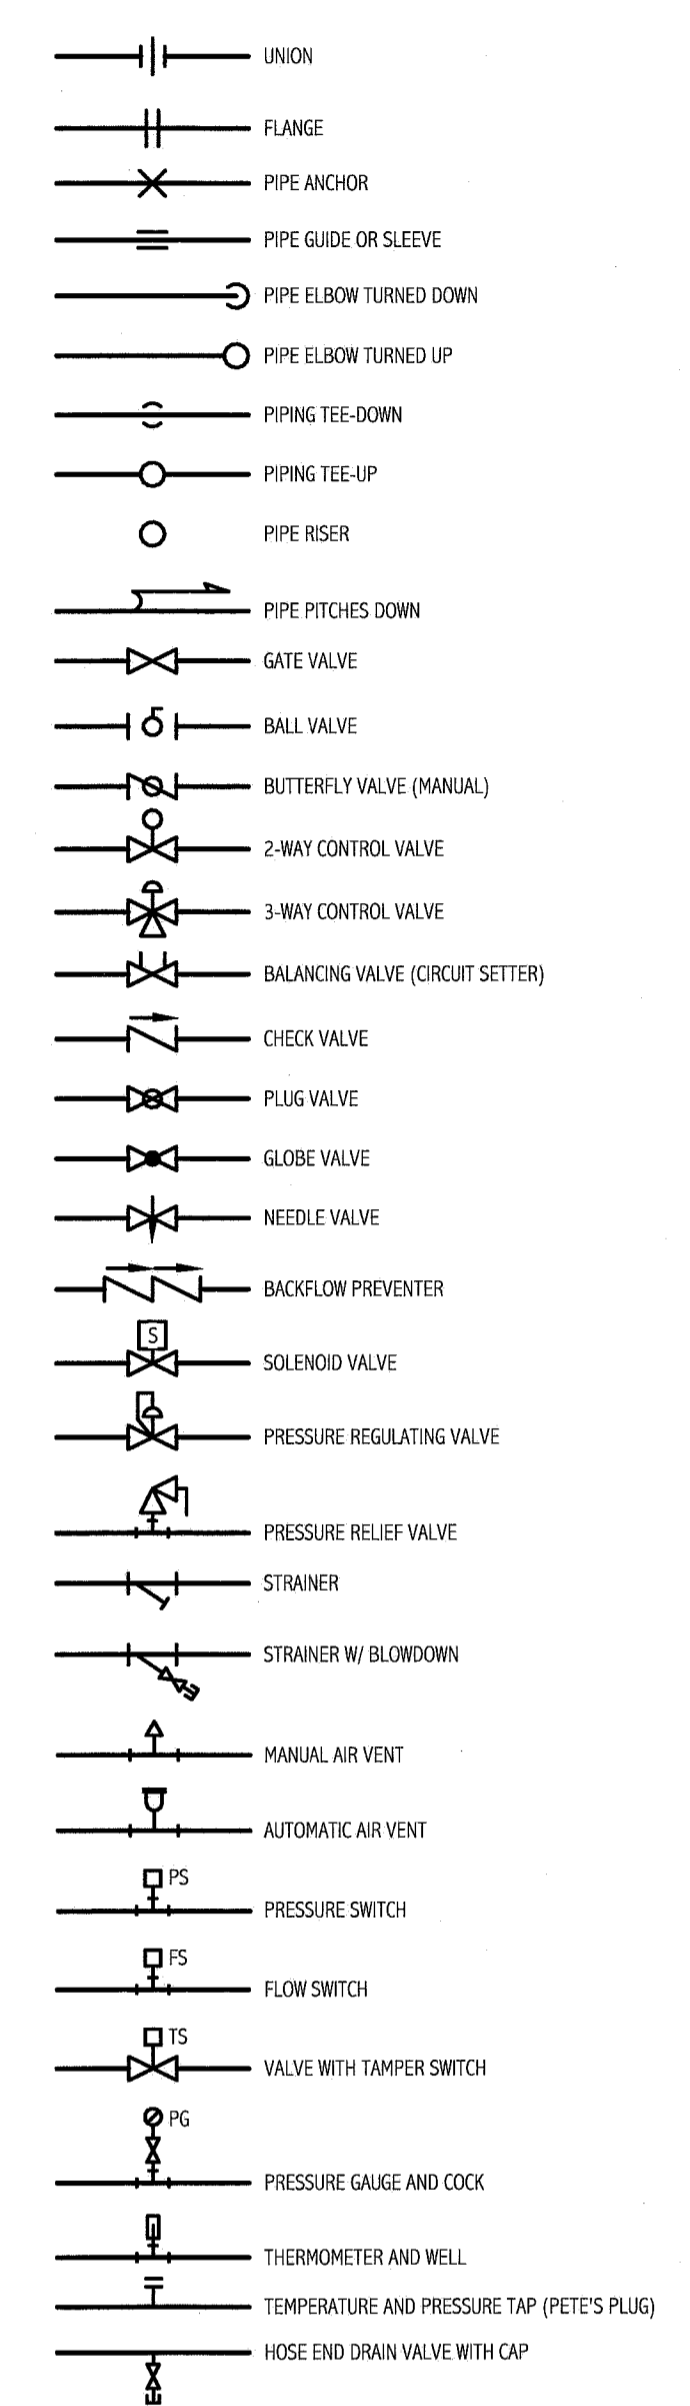 UNION
FLANGE
PIPE ANCHOR
PIPE GUIDE OR SLEEVE
PIPE ELBOW TURNED DOWN
PIPE ELBOW TURNED UP
PIPING TEE-DOWN
PIPING TEE-UP
PIPE RISER
PIPE PITCHES DOWN
GATE VALVE
BALL VALVE
BUTTERFLY VALVE (MANUAL)
2-WAY CONTROL VALVE
3-WAY CONTROL VALVE
BALANCING VALVE (CIRCUIT SETTER)
CHECK VALVE
PLUG VALVE
GLOBE VALVE
NEEDLE VALVE
BACKFLOW PREVENTER
S
SOLENOID VALVE
PRESSURE REGULATING VALVE
PRESSURE RELIEF VALVE
STRAINER
STRAINER W/ BLOWDOWN
MANUAL AIR VENT
AUTOMATIC AIR VENT
PS
PRESSURE SWITCH
FS
FLOW SWITCH
TS
VALVE WITH TAMPER SWITCH
PG
PRESSURE GAUGE AND COCK
THERMOMETER AND WELL
TEMPERATURE AND PRESSURE TAP (PETE'S PLUG)
HOSE END DRAIN VALVE WITH CAP